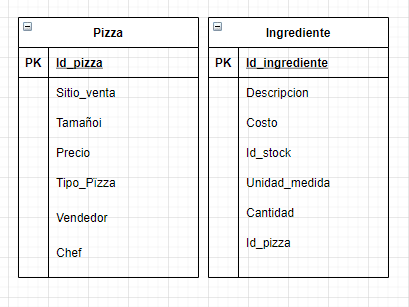 Pizza
PK Id_pizza
Sitio_venta
Tamañoi
Precio
Tipo_Pizza
Vendedor
Chef
Ingrediente
PK Id_ingrediente
Descripcion
Costo
Id_stock
Unidad_medida
Cantidad
Id_pizza